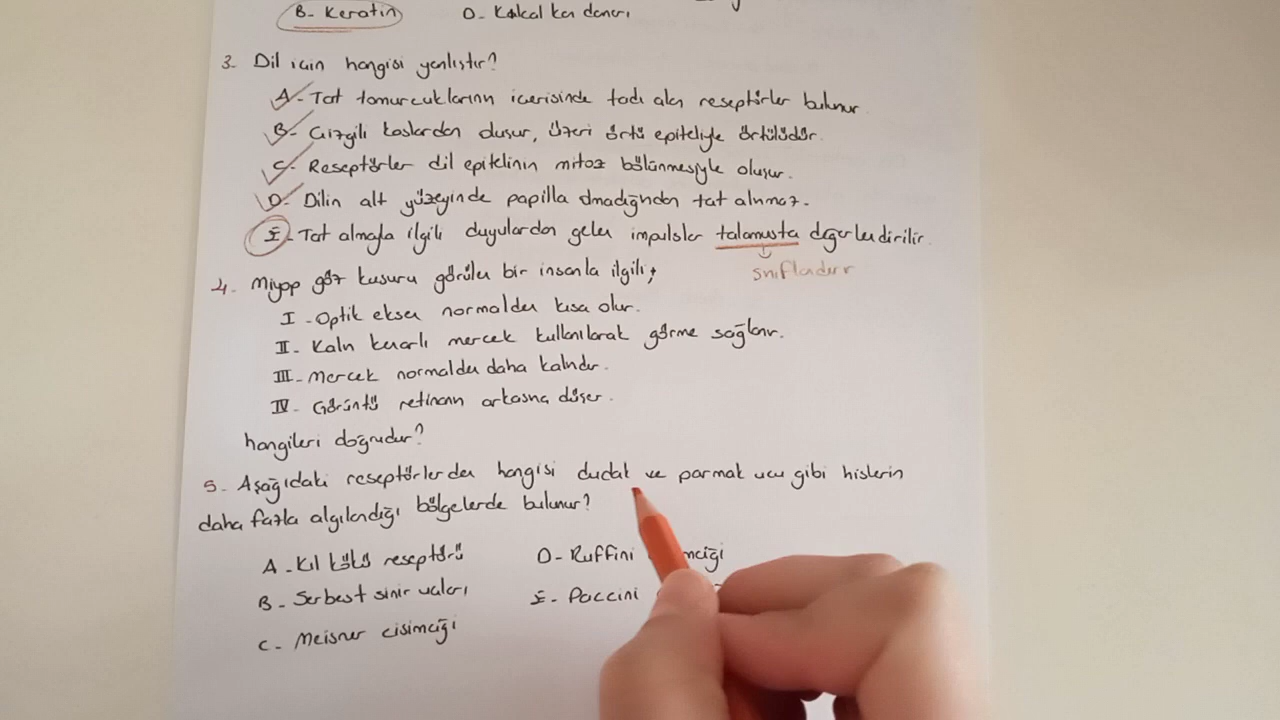 B- Keratin D- Kalkal kan danarı
3- Dil için hangisi yanlıştır?
A- Tat tomurcuklarının içerisinde tadı alan reseptörler bulunur.
B- Çizgili kaslardan oluşur, üzeri örtü epiteliyle örtülüdür.
C- Reseptörler dil epitelinin mitoz bölünmesiyle oluşur.
D- Dilin alt yüzeyinde papilla olmadığından tat alınmaz.
E- Tat almayla ilgili duyulardan gelen impulslar talamusta değerlendirilir.
sınıflandırır
4- Miyop göz kusuru görülen bir insanla ilgili;
I- Optik eksen normalden kısa olur.
II- Kalın kenarlı mercek kullanılarak görme sağlanır.
III- Mercek normalden daha kalındır.
IV- Görüntü retinanın arkasına düşer.
hangileri doğrudur?
5- Aşağıdaki reseptörlerden hangisi dudak ve parmak ucu gibi hislerin
daha fazla algılandığı bölgelerde bulunur?
A- Kıl kökü reseptörü D- Ruffini
B- Serbest sinir uçları E- Paccini
C- Meisner cisimciği